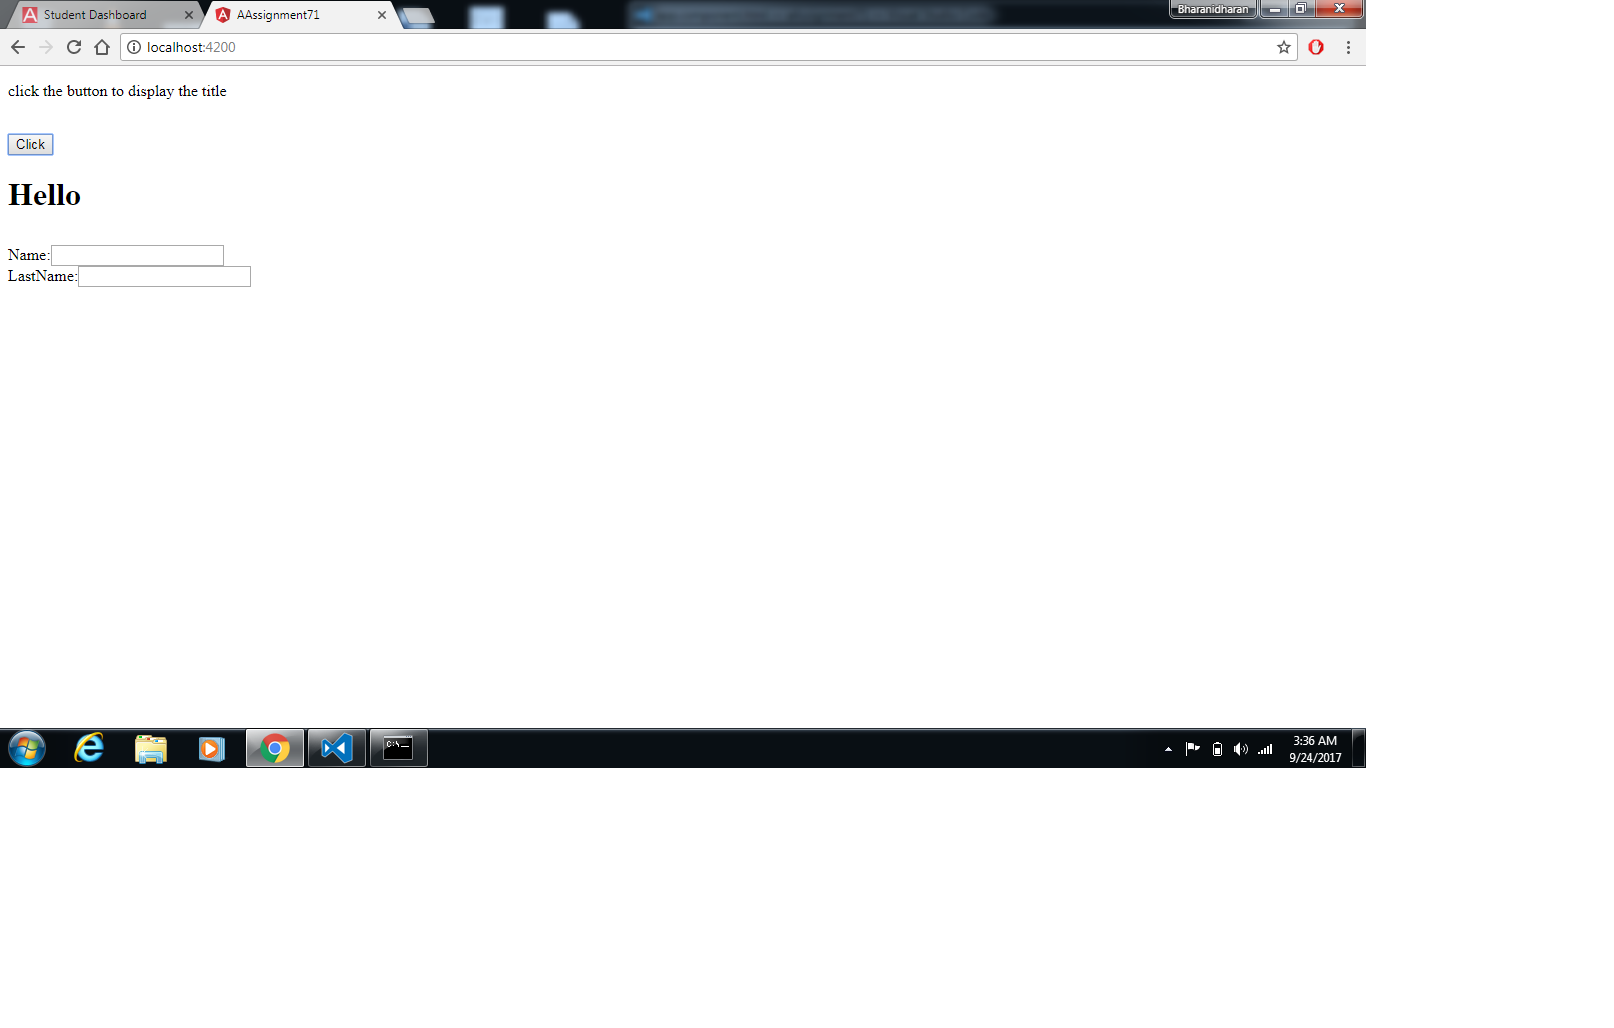 Student Dashboard
AAssignment71
Bharanidharan
localhost:4200
click the button to display the title
Click
Hello
Name:
LastName:
C:\_
3:36 AM
9/24/2017